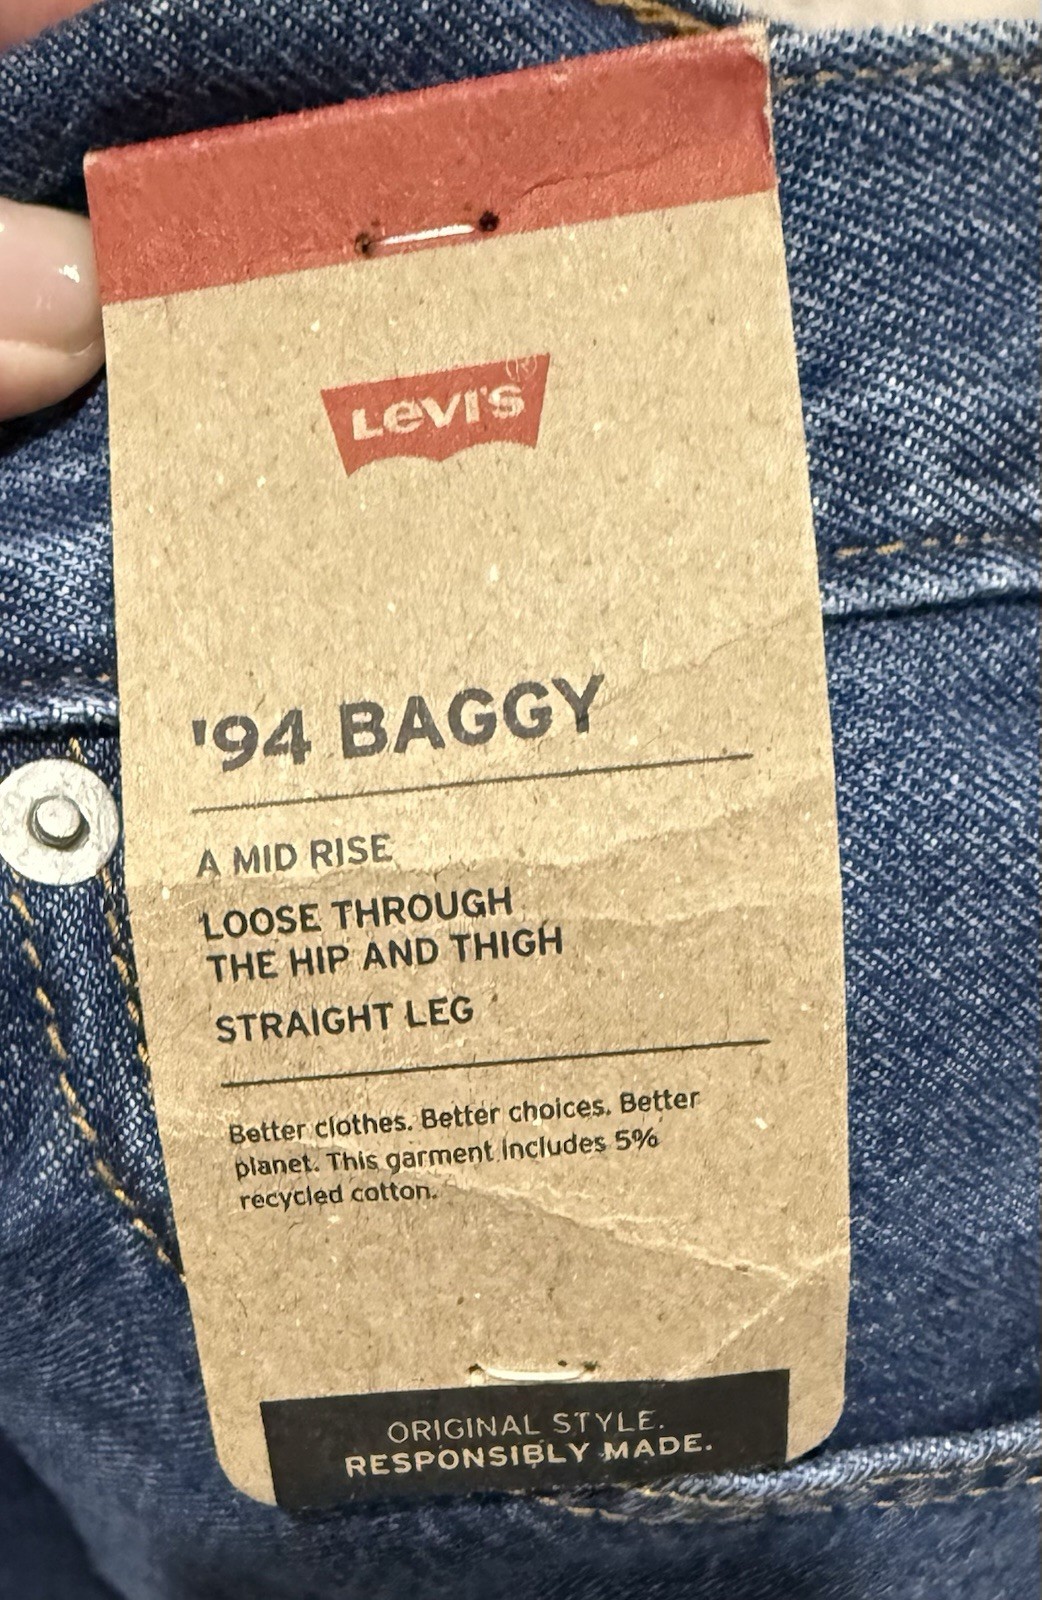 LEVI'S®
'94 BAGGY
A MID RISE
LOOSE THROUGH
THE HIP AND THIGH
STRAIGHT LEG
Better clothes. Better choices. Better
planet. This garment includes 5%
recycled cotton.
ORIGINAL STYLE.
RESPONSIBLY MADE.